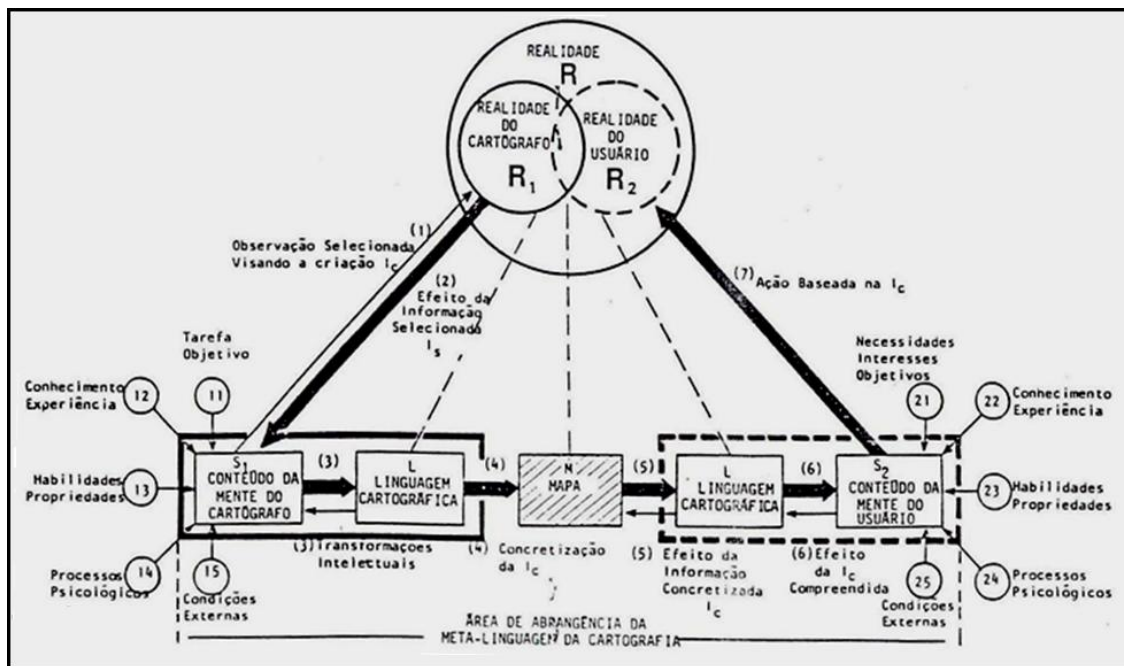 REALIDADE
R
REALIDADE
DO
CARTÓGRAFO
R1
REALIDADE
DO
USUÁRIO
R2
(1)
Observação Selecionada
Visando a criação Ic
(2)
Efeito da
Informação
Selecionada
Is
(7)
Ação Baseada na Ic
Tarefa
Objetivo
Necessidades
Interesses
Objetivos
Conhecimento
Experiência
12
11
21
22
Conhecimento
Experiência
Habilidades
Propriedades
13
S1
CONTEÚDO DA
MENTE DO
CARTÓGRAFO
(3)
L
LINGUAGEM
CARTOGRÁFICA
(4)
M
MAPA
(5)
L
LINGUAGEM
CARTOGRÁFICA
(6)
S2
CONTEÚDO DA
MENTE DO
USUÁRIO
23
Habilidades
Propriedades
(3) Transformações
Intelectuais
(4) Concretização
da Ic
(5) Efeito da
Informação
Concretizada
Ic
(6) Efeito
da Ic
Compreendida
14
Processos
Psicológicos
15
Condições
Externas
25
Condições
Externas
24
Processos
Psicológicos
ÁREA DE ABRANGÊNCIA DA
META-LINGUAGEM DA CARTOGRAFIA